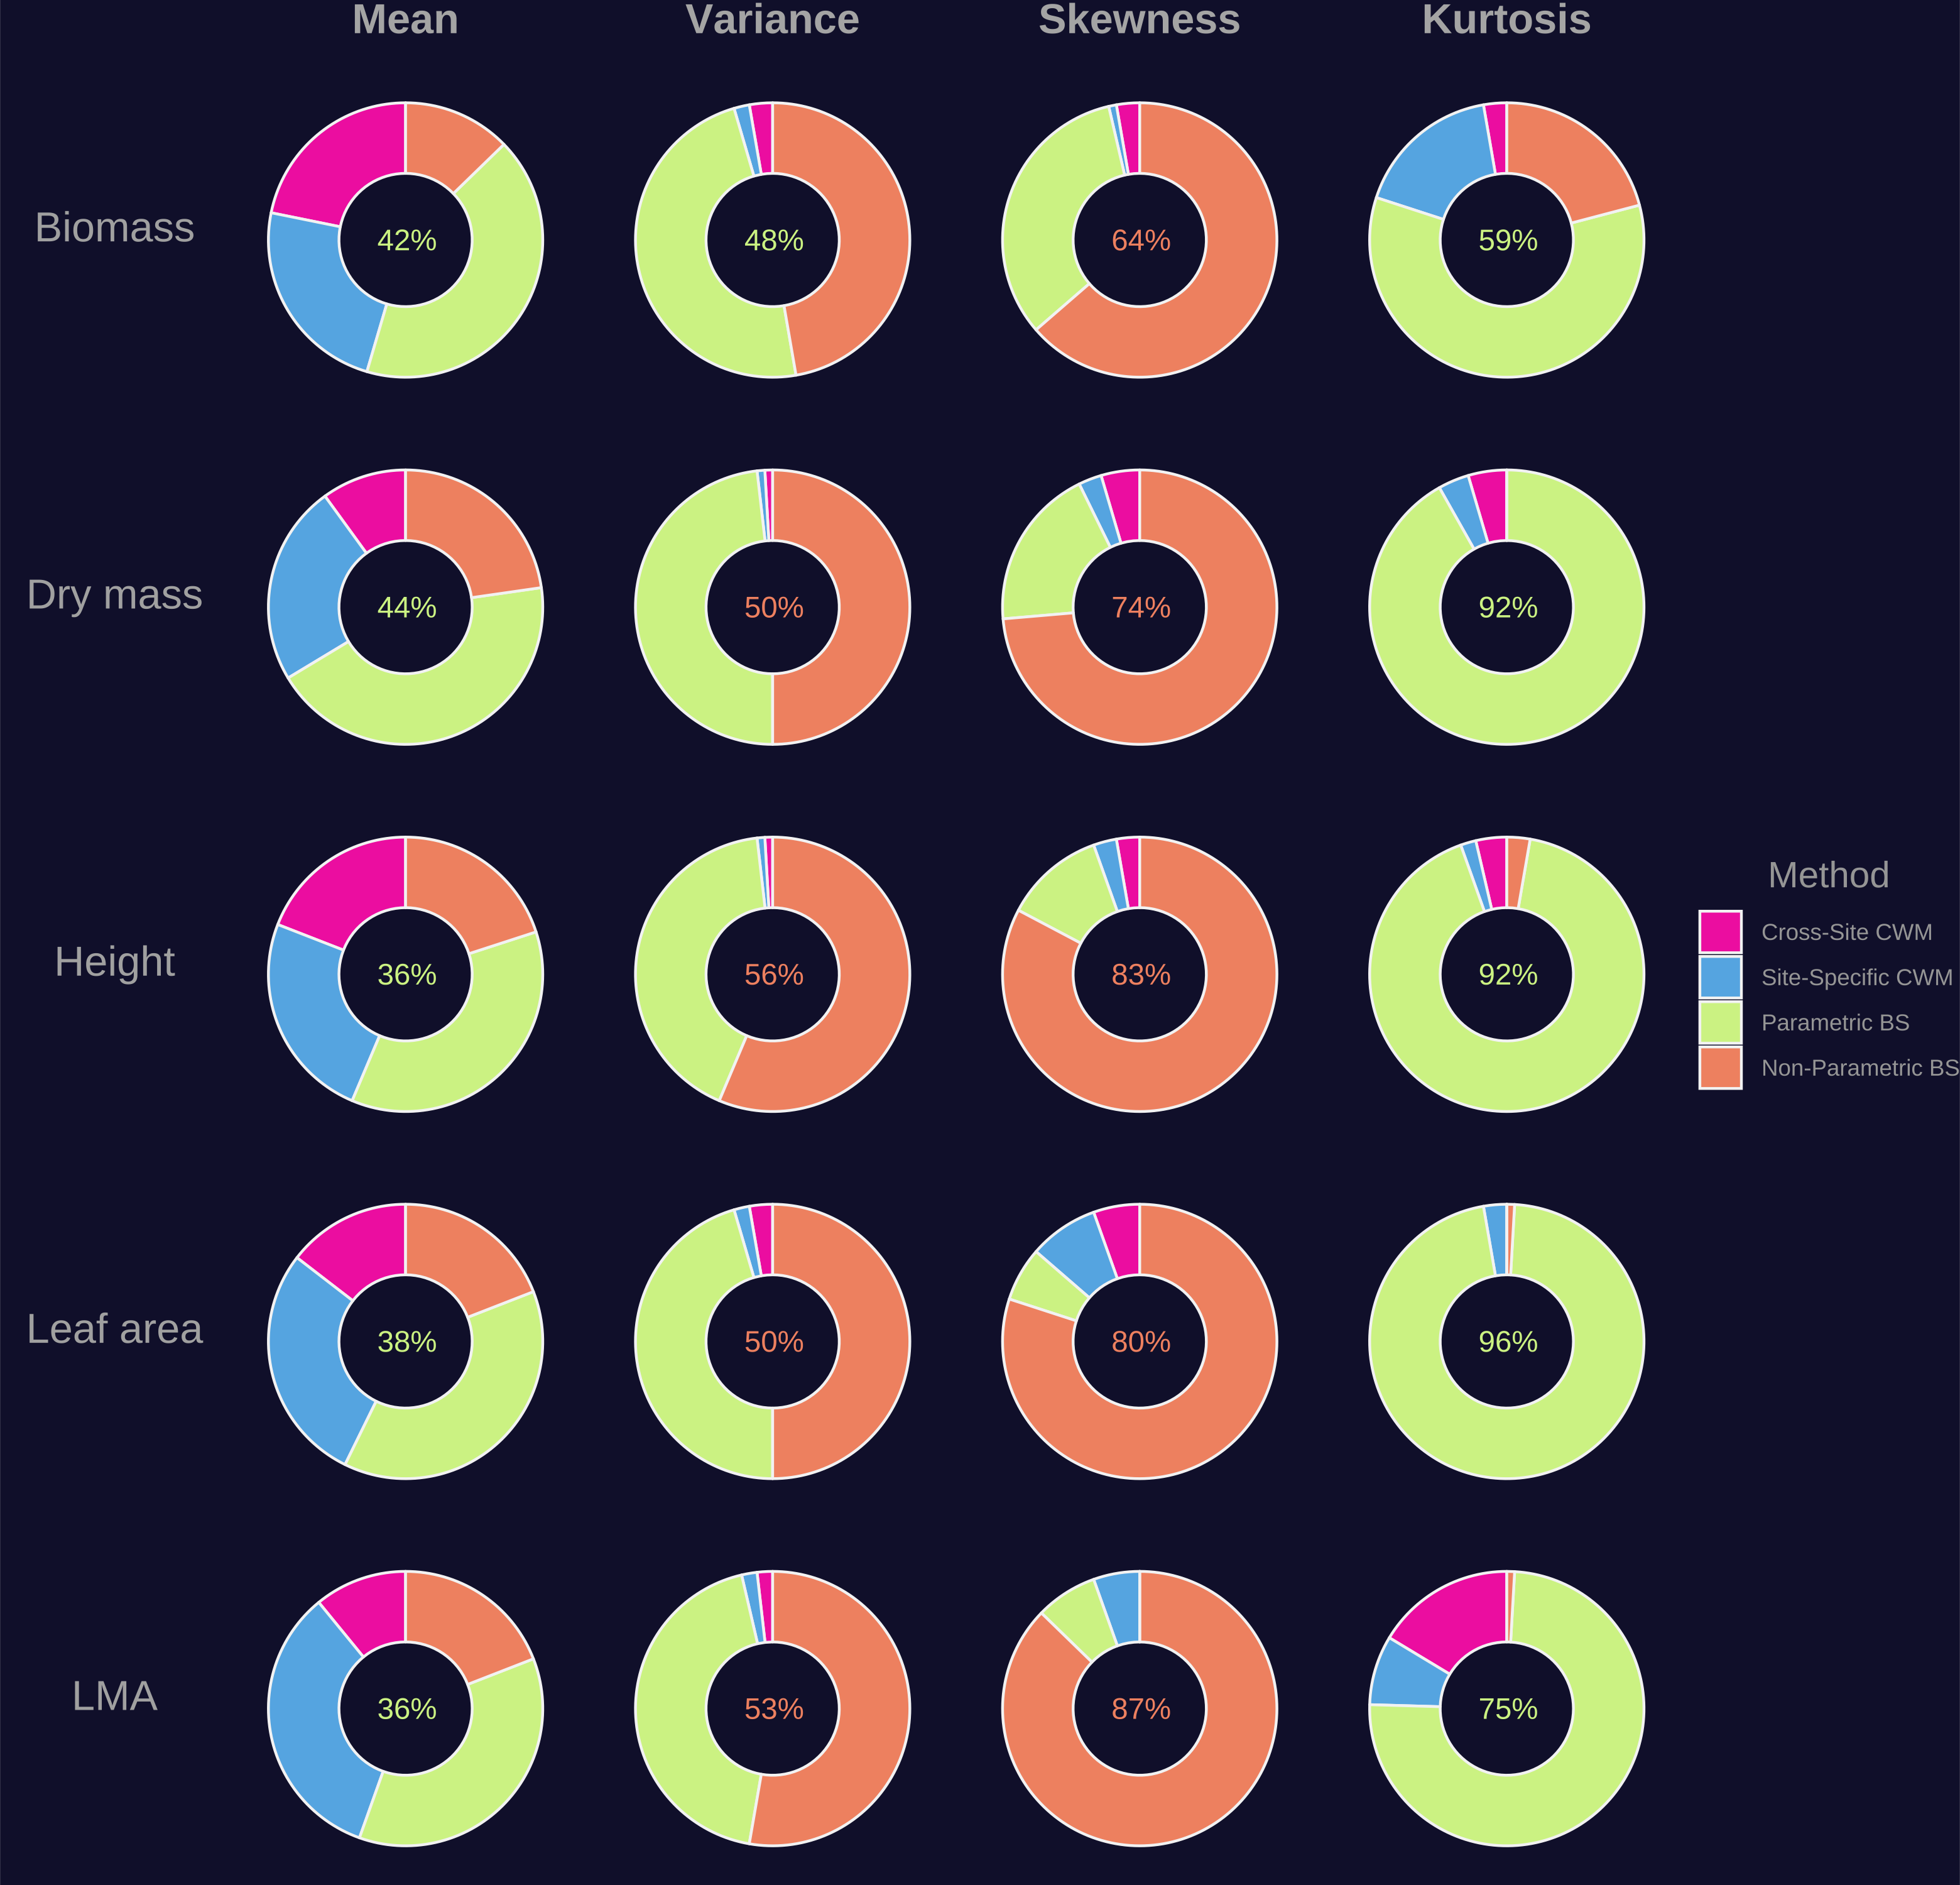 Mean Variance Skewness Kurtosis
Biomass 42% 48% 64% 59%
Dry mass 44% 50% 74% 92%
Height 36% 56% 83% 92%
Leaf area 38% 50% 80% 96%
LMA 36% 53% 87% 75%
Method
Cross-Site CWM
Site-Specific CWM
Parametric BS
Non-Parametric BS